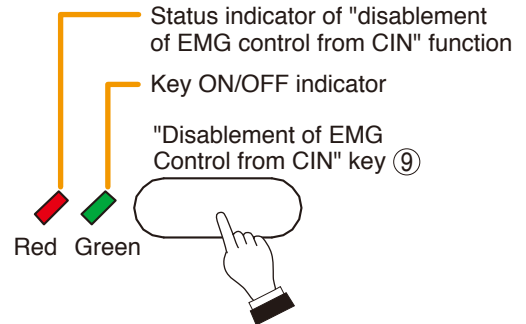 Status indicator of "disablement
of EMG control from CIN" function
Key ON/OFF indicator
"Disablement of EMG
Control from CIN" key ⑨
Red Green